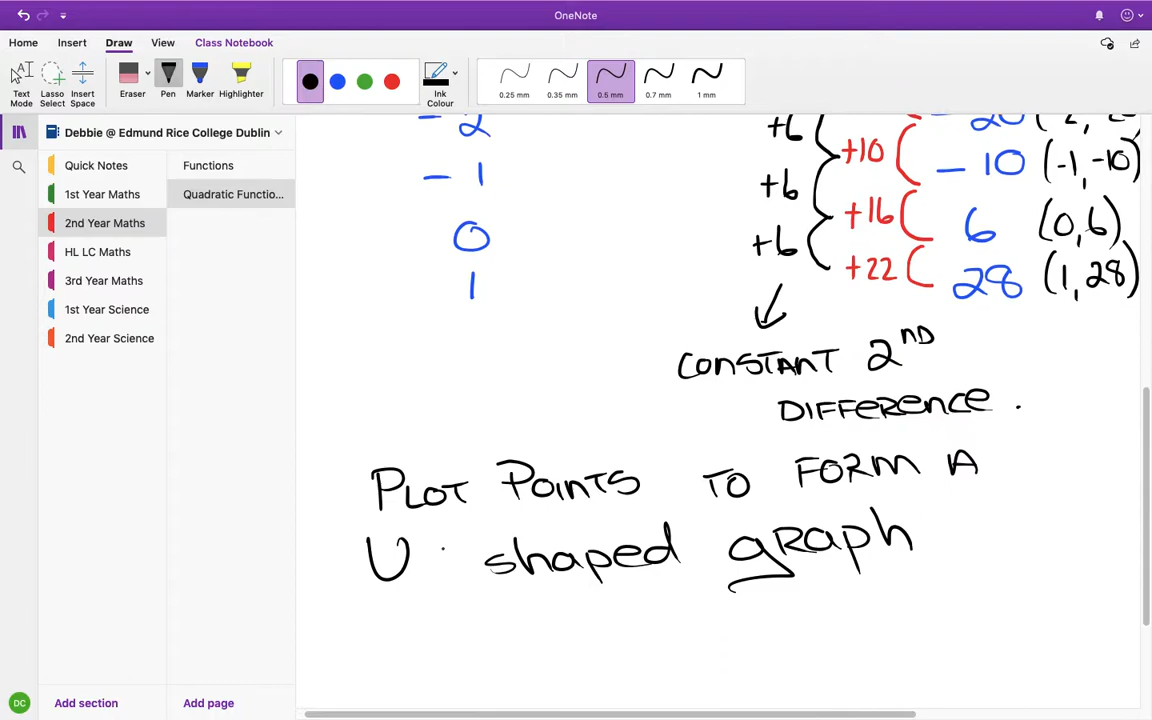 OneNote
Home Insert Draw View Class Notebook
Text Mode
Lasso Select
Insert Space
Eraser
Pen
Marker
Highlighter
Ink Colour
0.25 mm 0.35 mm 0.5 mm 0.7 mm 1 mm
Debbie @ Edmund Rice College Dublin
Quick Notes
1st Year Maths
2nd Year Maths
HL LC Maths
3rd Year Maths
1st Year Science
2nd Year Science
Functions
Quadratic Functio...
- 2 +6 - 20
- 1 +6 +10 - 10 (-1, -10)
0 +6 +16 6 (0, 6)
1 +22 28 (1, 28)
CONSTANT 2ND
DIFFERENCE.
PLOT POINTS TO FORM A
U shaped graph
DC
Add section
Add page